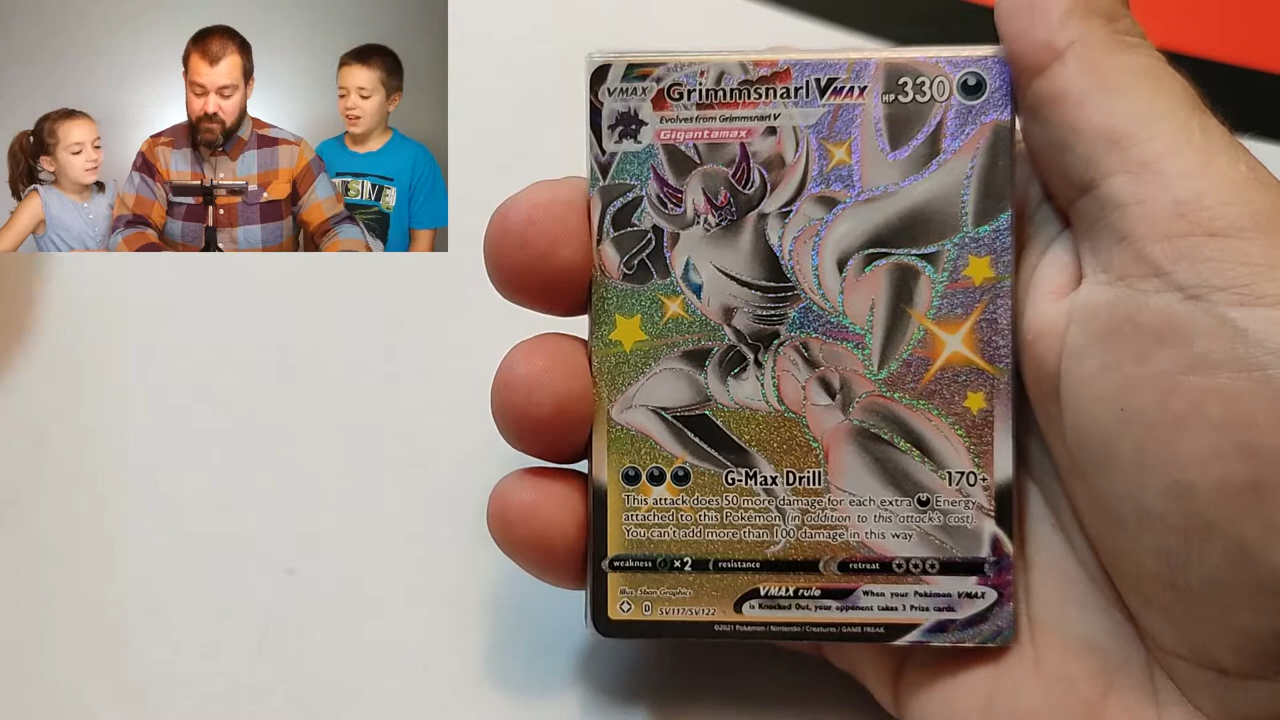 VMAX Grimmsnarl VMAX HP 330
Evolves from Grimmsnarl V
Gigantamax
G-Max Drill 170+
This attack does 50 more damage for each extra Energy
attached to this Pokémon (in addition to this attack's cost).
You can't add more than 100 damage in this way.
weakness ×2 resistance retreat
Illus. 5ban Graphics
VMAX rule When your Pokémon VMAX
is Knocked Out, your opponent takes 3 Prize cards.
D SV117/SV122
©2021 Pokémon / Nintendo / Creatures / GAME FREAK